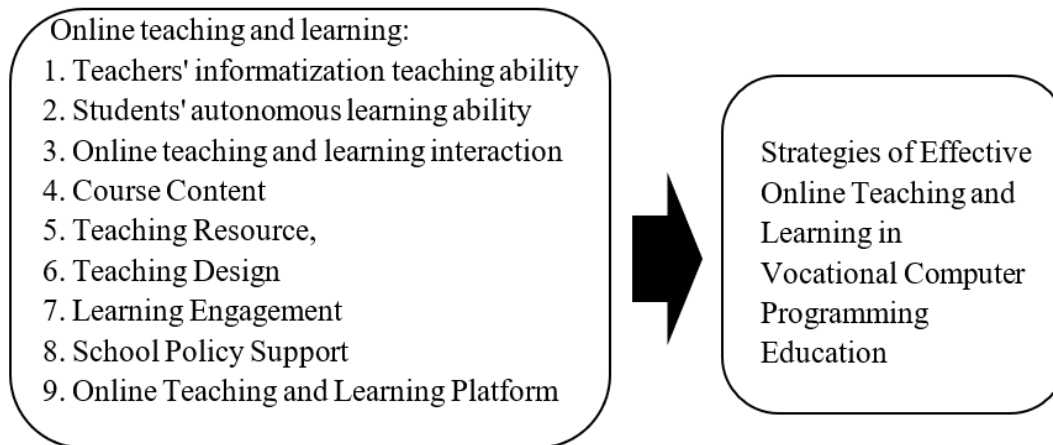 Online teaching and learning:
1. Teachers' informatization teaching ability
2. Students' autonomous learning ability
3. Online teaching and learning interaction
4. Course Content
5. Teaching Resource,
6. Teaching Design
7. Learning Engagement
8. School Policy Support
9. Online Teaching and Learning Platform
Strategies of Effective
Online Teaching and
Learning in
Vocational Computer
Programming
Education